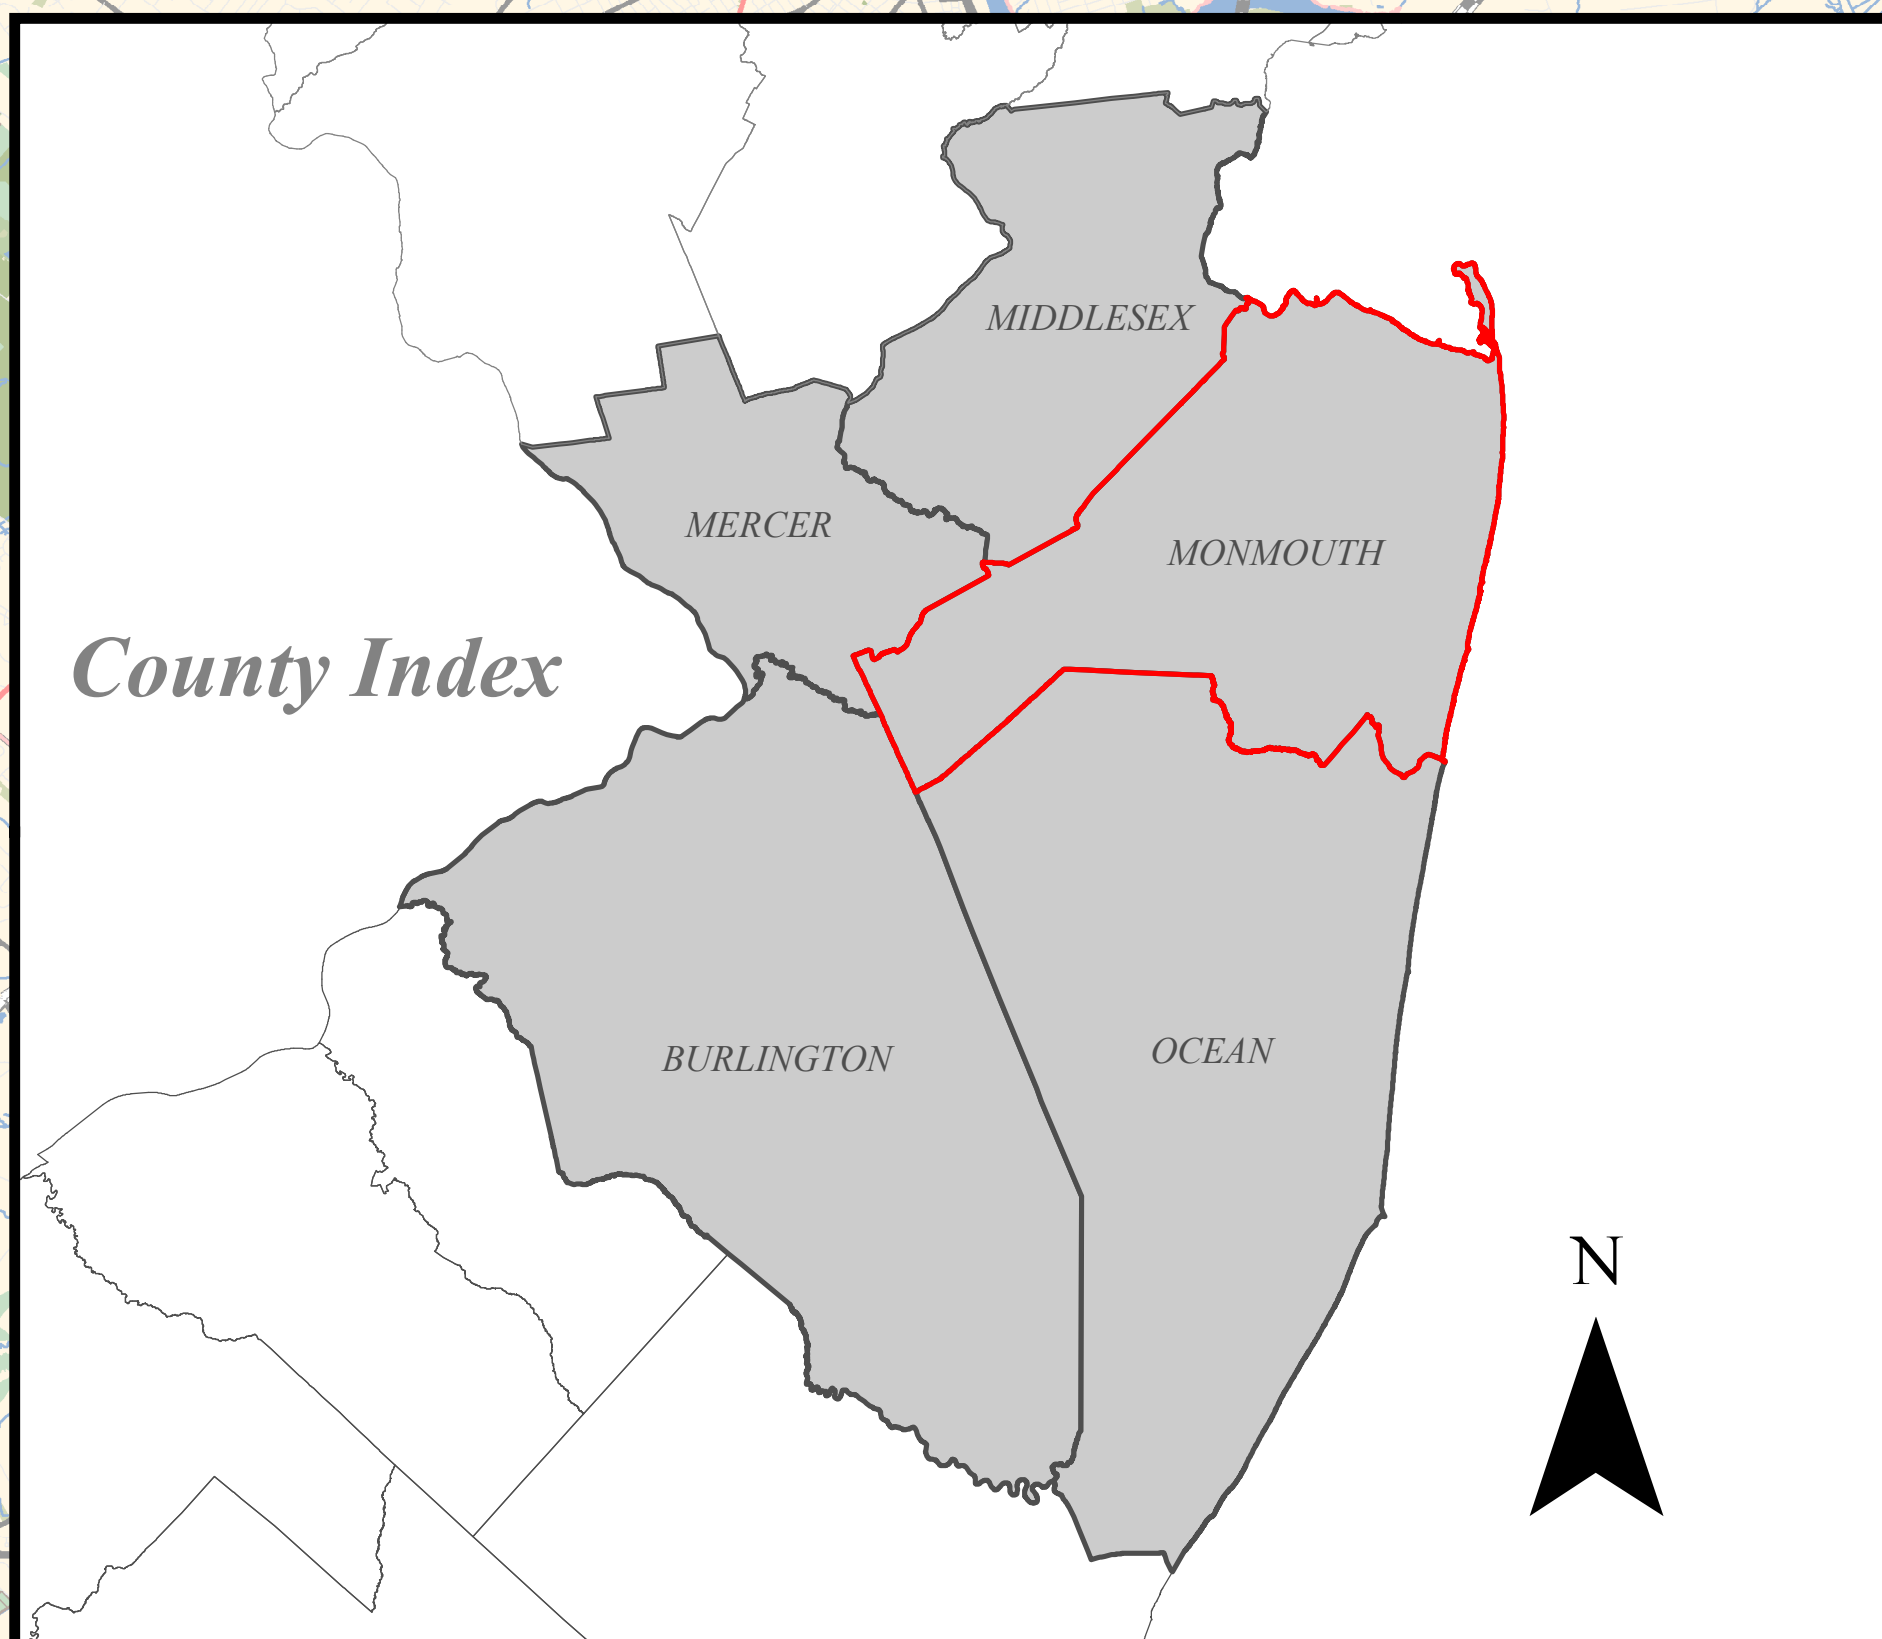 MIDDLESEX
MERCER
MONMOUTH
County Index
BURLINGTON
OCEAN
N